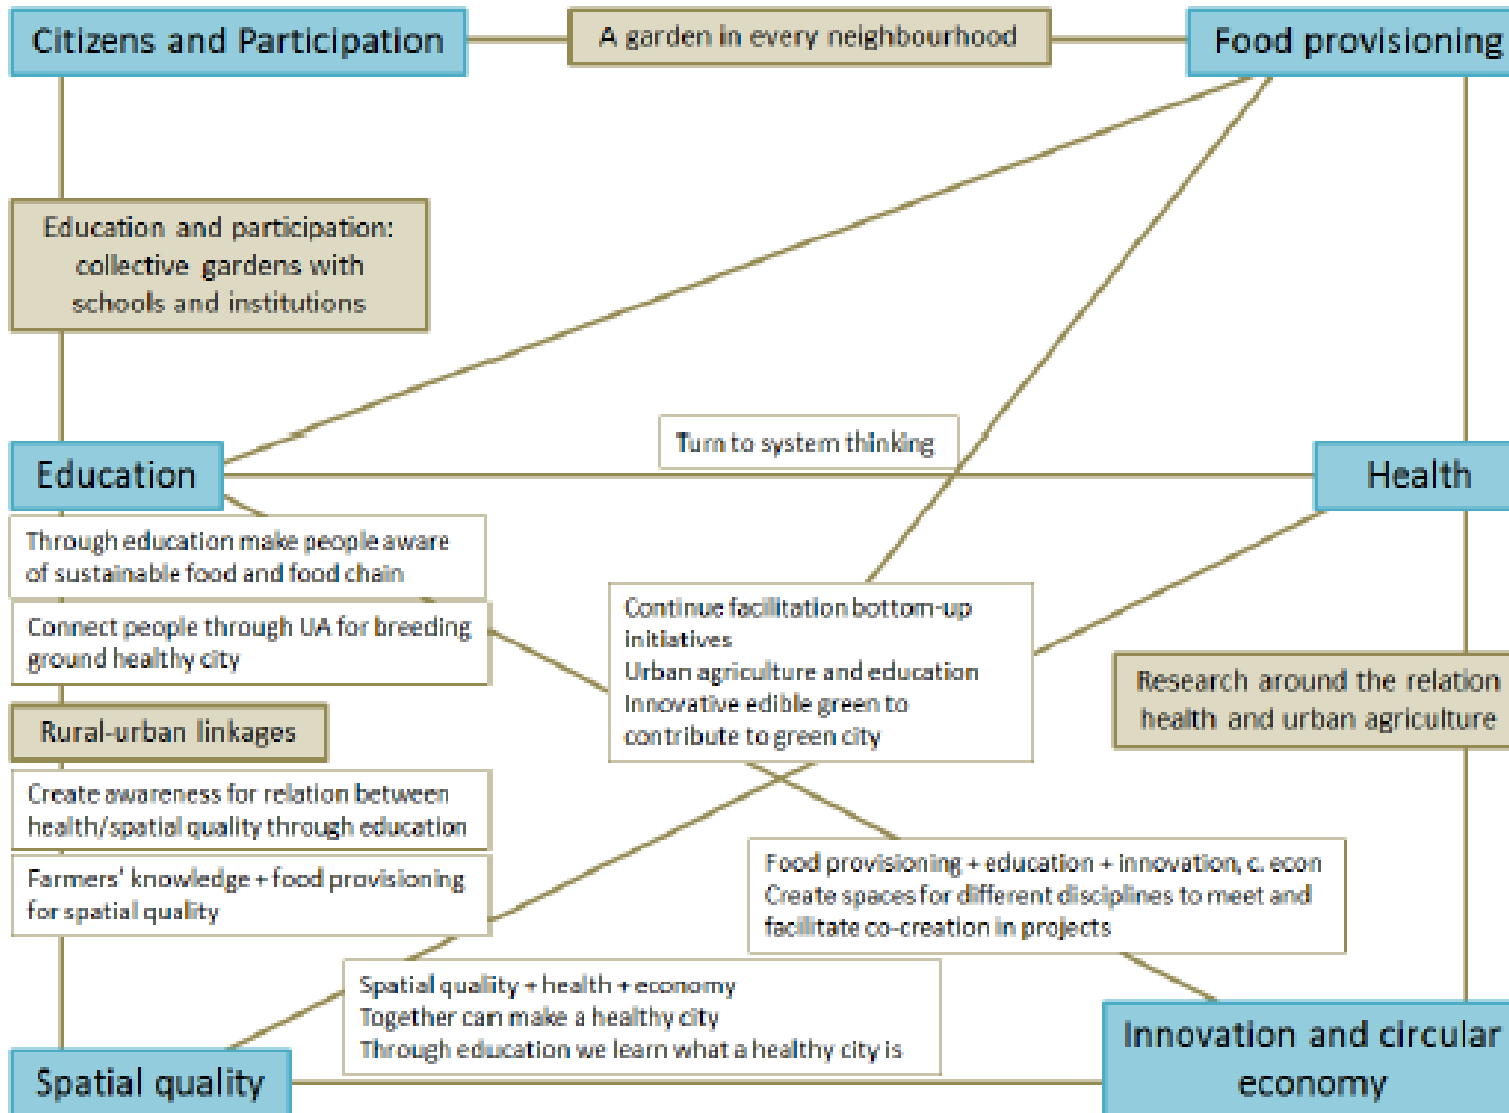 Citizens and Participation
A garden in every neighbourhood
Food provisioning
Education and participation:
collective gardens with
schools and institutions
Turn to system thinking
Education
Health
Through education make people aware
of sustainable food and food chain
Connect people through UA for breeding
ground healthy city
Continue facilitation bottom-up
initiatives
Urban agriculture and education
Innovative edible green to
contribute to green city
Research around the relation
health and urban agriculture
Rural-urban linkages
Create awareness for relation between
health/spatial quality through education
Farmers' knowledge + food provisioning
for spatial quality
Food provisioning + education + innovation, c. econ
Create spaces for different disciplines to meet and
facilitate co-creation in projects
Spatial quality + health + economy
Together can make a healthy city
Through education we learn what a healthy city is
Spatial quality
Innovation and circular
economy